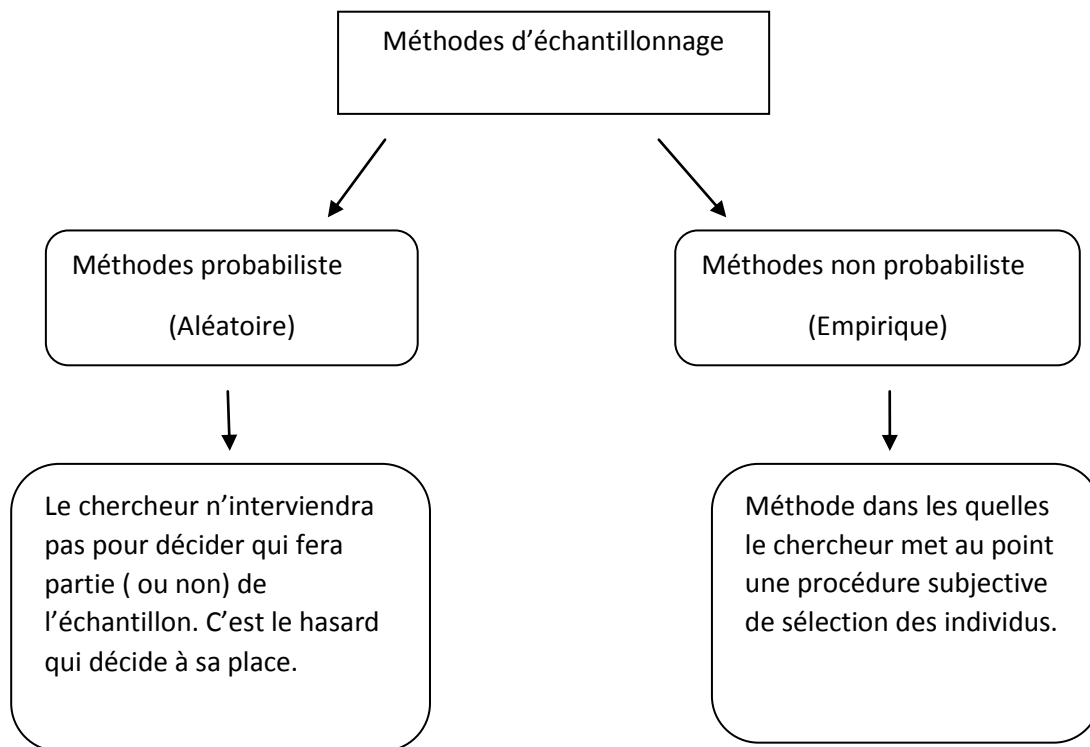 Méthodes d’échantillonnage
Méthodes probabiliste
(Aléatoire)
Méthodes non probabiliste
(Empirique)
Le chercheur n’interviendra
pas pour décider qui fera
partie ( ou non) de
l’échantillon. C’est le hasard
qui décide à sa place.
Méthode dans les quelles
le chercheur met au point
une procédure subjective
de sélection des individus.